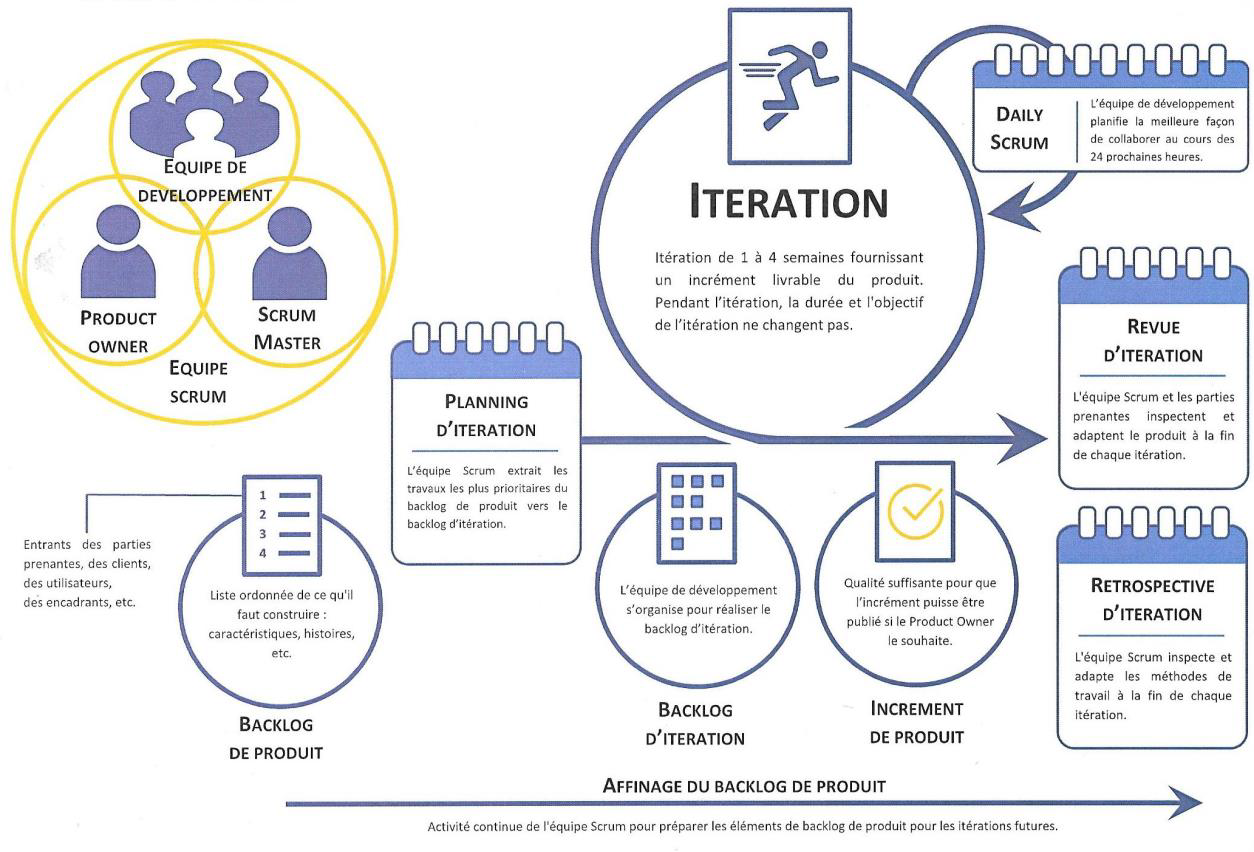 EQUIPE DE
DEVELOPPEMENT
PRODUCT
OWNER
SCRUM
MASTER
EQUIPE
SCRUM
ITERATION
Itération de 1 à 4 semaines fournissant
un incrément livrable du produit.
Pendant l'itération, la durée et l'objectif
de l'itération ne changent pas.
DAILY
SCRUM
L'équipe de développement
planifie la meilleure façon
de collaborer au cours des
24 prochaines heures.
PLANNING
D'ITERATION
L'équipe Scrum extrait les
travaux les plus prioritaires du
backlog de produit vers le
backlog d'itération.
REVUE
D'ITERATION
L'équipe Scrum et les parties
prenantes inspectent et
adaptent le produit à la fin
de chaque itération.
Entrants des parties
prenantes, des clients,
des utilisateurs,
des encadrants, etc.
1
2
3
4
Liste ordonnée de ce qu'il
faut construire :
caractéristiques, histoires,
etc.
BACKLOG
DE PRODUIT
L'équipe de développement
s'organise pour réaliser le
backlog d'itération.
BACKLOG
D'ITERATION
Qualité suffisante pour que
l'incrément puisse être
publié si le Product Owner
le souhaite.
INCREMENT
DE PRODUIT
RETROSPECTIVE
D'ITERATION
L'équipe Scrum inspecte et
adapte les méthodes de
travail à la fin de chaque
itération.
AFFINAGE DU BACKLOG DE PRODUIT
Activité continue de l'équipe Scrum pour préparer les éléments de backlog de produit pour les itérations futures.